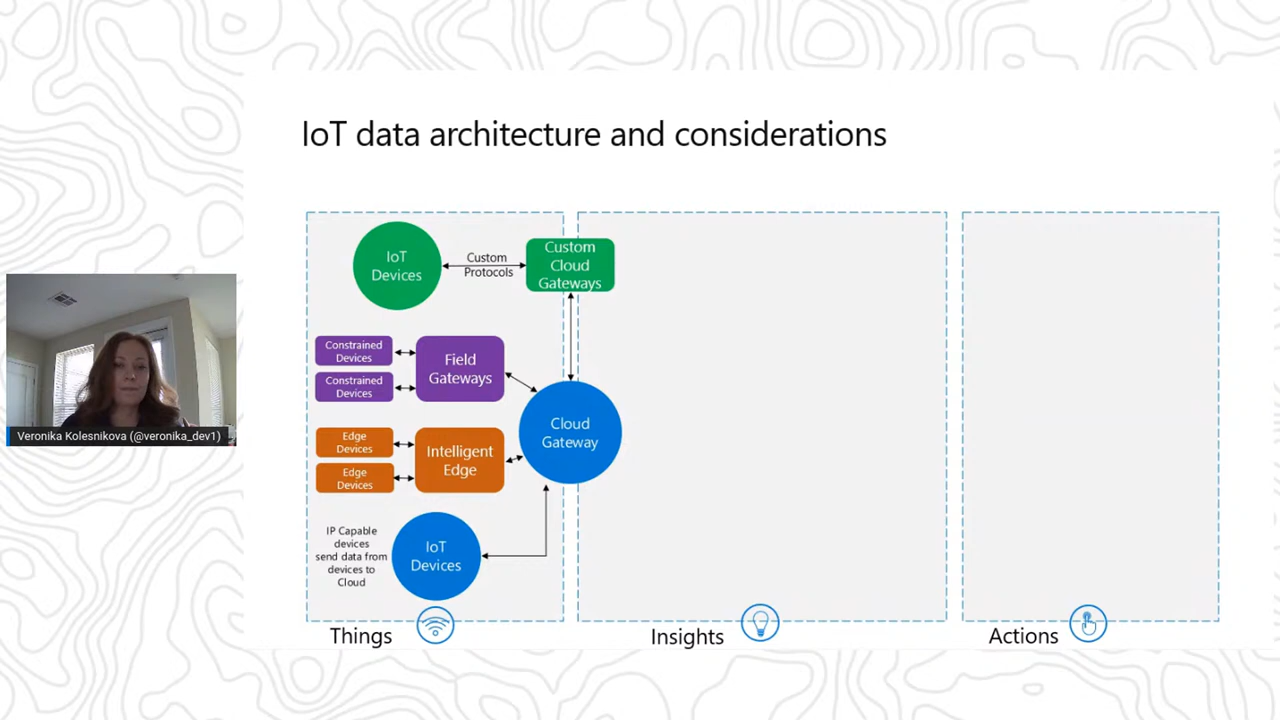 IoT data architecture and considerations
IoT
Devices
Custom
Protocols
Custom
Cloud
Gateways
Constrained
Devices
Constrained
Devices
Field
Gateways
Cloud
Gateway
Edge
Devices
Edge
Devices
Intelligent
Edge
IP Capable
devices
send data from
devices to
Cloud
IoT
Devices
Things
Insights
Actions
Veronika Kolesnikova (@veronika_dev1)